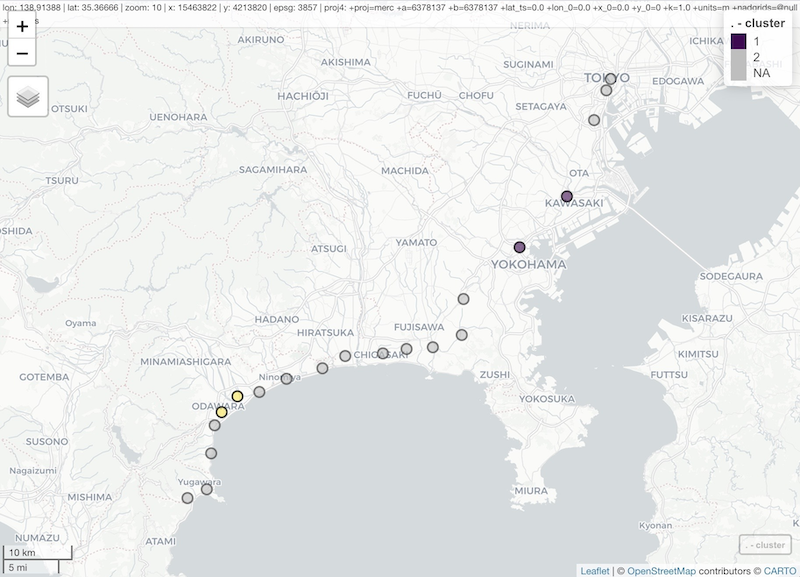 lon: 138.91388 | lat: 35.36666 | zoom: 10 | x: 15463822 | y: 4213820 | epsg: 3857 | proj4: +proj=merc +a=6378137 +b=6378137 +lat_ts=0.0 +lon_0=0.0 +x_0=0.0 +y_0=0 +k=1.0 +units=m +nadgrids=@null
+
−
. - cluster
1
2
NA
NERIMA
AKIRUNO
ICHIKA
AKISHIMA
SUGINAMI
TOKYO
EDOGAWA
HACHIŌJI
FUCHŪ
CHOFU
SETAGAYA
OTSUKI
UENOHARA
SAGAMIHARA
MACHIDA
OTA
TSURU
KAWASAKI
SHIDA
ATSUGI
YAMATO
YOKOHAMA
SODEGAURA
Oyama
HADANO
HIRATSUKA
FUJISAWA
KISARAZU
MINAMIASHIGARA
CHIGASAKI
KIMITSU
GOTEMBA
Ninomiya
ZUSHI
FUTTSU
ODAWARA
YOKOSUKA
SUSONO
Nagaizumi
Yugawara
MISHIMA
MIURA
NUMAZU
ATAMI
Kyonan
K
10 km
5 mi
. - cluster
Leaflet | © OpenStreetMap contributors © CARTO